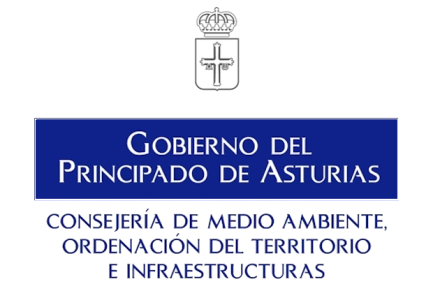 GOBIERNO DEL
PRINCIPADO DE ASTURIAS
CONSEJERÍA DE MEDIO AMBIENTE,
ORDENACIÓN DEL TERRITORIO
E INFRAESTRUCTURAS